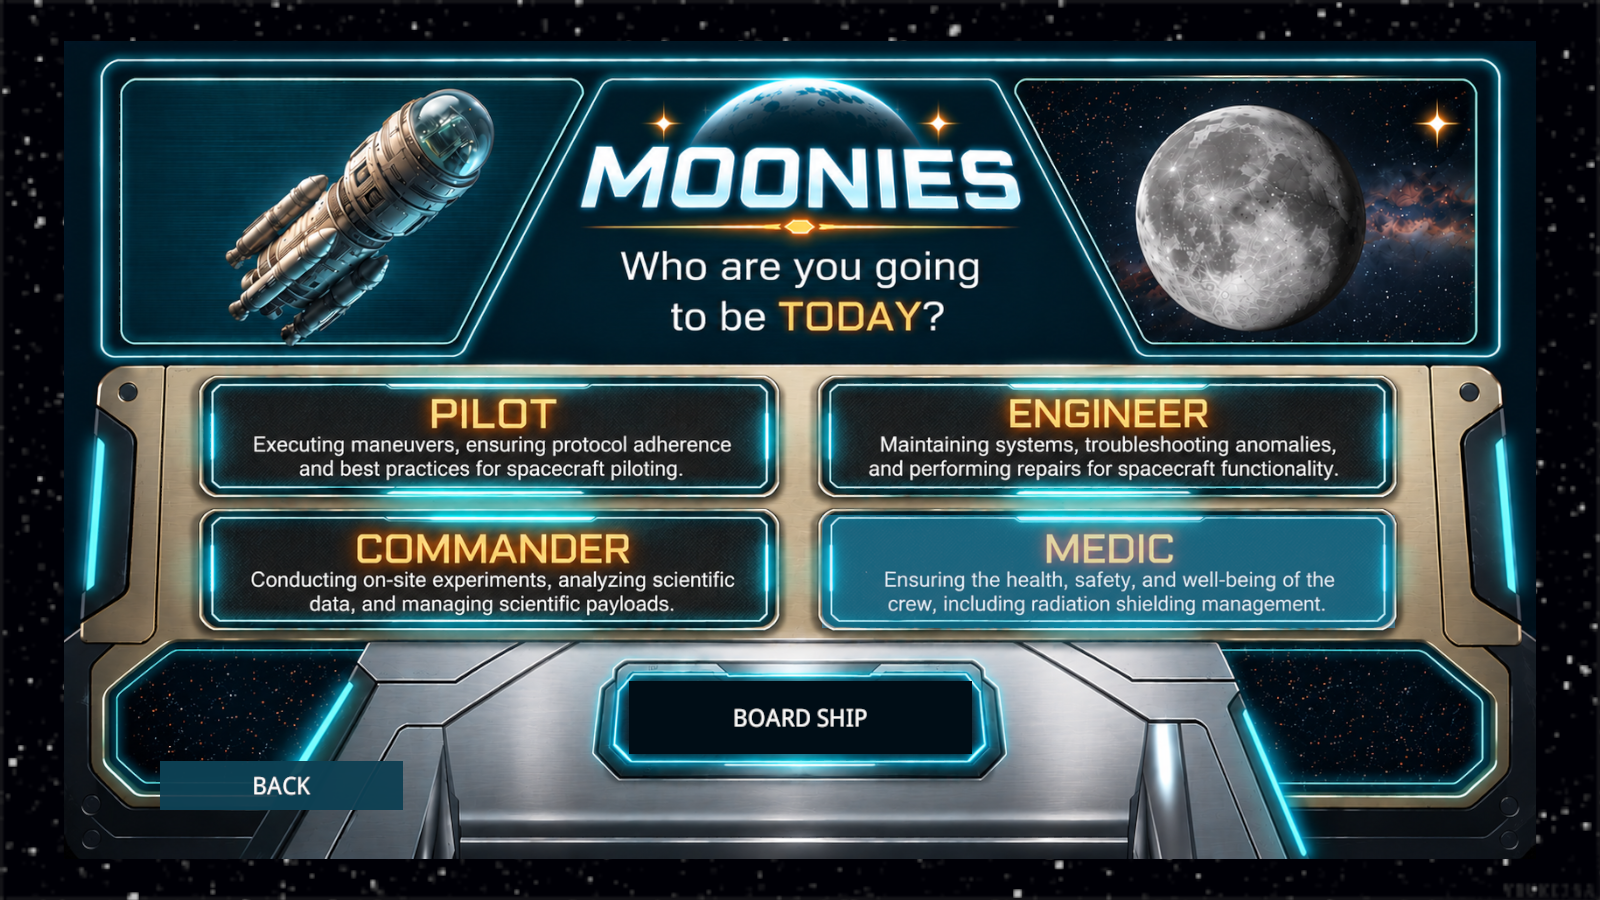 MOONIES
Who are you going
to be TODAY?
PILOT
Executing maneuvers, ensuring protocol adherence
and best practices for spacecraft piloting.
ENGINEER
Maintaining systems, troubleshooting anomalies,
and performing repairs for spacecraft functionality.
COMMANDER
Conducting on-site experiments, analyzing scientific
data, and managing scientific payloads.
MEDIC
Ensuring the health, safety, and well-being of the
crew, including radiation shielding management.
BOARD SHIP
BACK